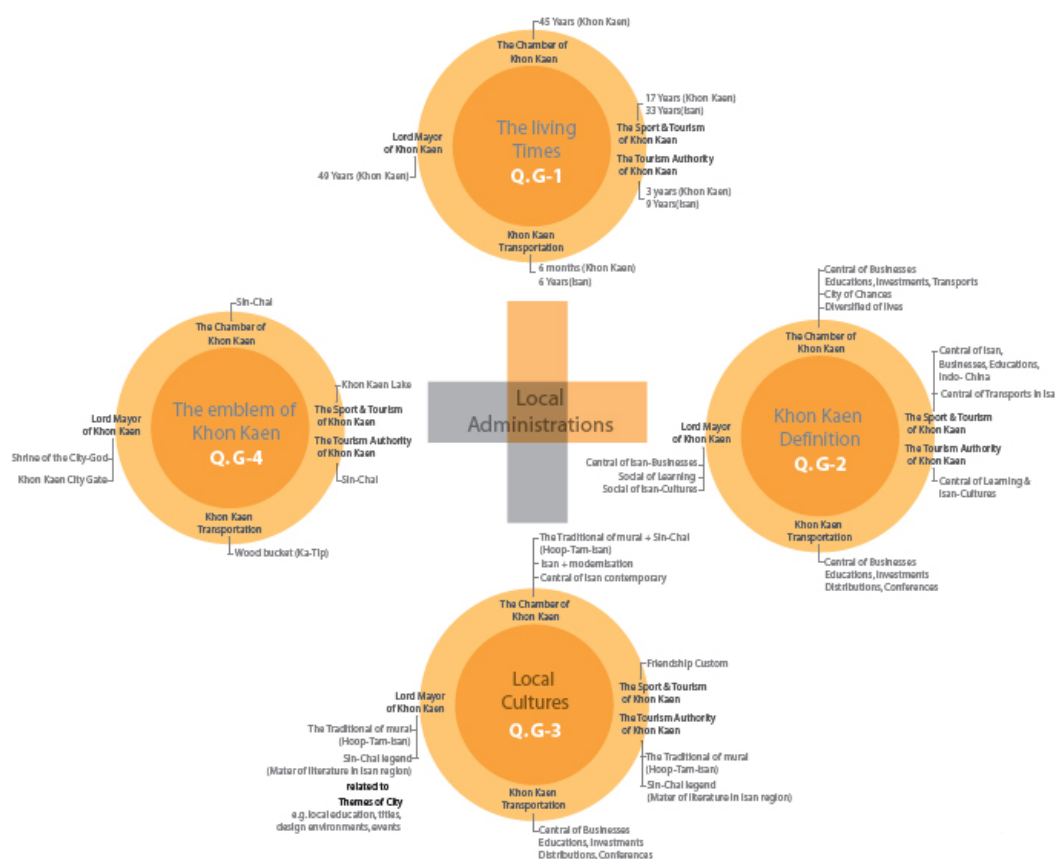 45 Years (Khon Kaen)
The Chamber of
Khon Kaen
17 Years (Khon Kaen)
33 Years(Isan)
The Sport & Tourism
of Khon Kaen
The Tourism Authority
of Khon Kaen
3 years (Khon Kaen)
9 Years(Isan)
Lord Mayor
of Khon Kaen
49 Years (Khon Kaen)
The living
Times
Q.G-1
Khon Kaen
Transportation
6 months (Khon Kaen)
6 Years(Isan)
Sin-Chai
The Chamber of
Khon Kaen
Khon Kaen Lake
The Sport & Tourism
of Khon Kaen
The Tourism Authority
of Khon Kaen
Sin-Chai
Lord Mayor
of Khon Kaen
Shrine of the City-God
Khon Kaen City Gate
The emblem of
Khon Kaen
Q.G-4
Khon Kaen
Transportation
Wood bucket (Ka-Tip)
Local
Administrations
Central of Businesses
Educations, Investments, Transports
City of Chances
Diversified of lives
The Chamber of
Khon Kaen
Central of Isan,
Businesses, Educations,
Indo- China
Central of Transports in Isa
The Sport & Tourism
of Khon Kaen
The Tourism Authority
of Khon Kaen
Central of Learning &
Isan-Cultures
Lord Mayor
of Khon Kaen
Central of Isan-Businesses
Social of Learning
Social of Isan-Cultures
Khon Kaen
Definition
Q.G-2
Khon Kaen
Transportation
Central of Businesses
Educations, Investments
Distributions, Conferences
The Traditional of mural + Sin-Chai
(Hoop-Tam-Isan)
Isan + modernisation
Central of Isan contemporary
The Chamber of
Khon Kaen
Friendship Custom
The Sport & Tourism
of Khon Kaen
The Tourism Authority
of Khon Kaen
The Traditional of mural
(Hoop-Tam-Isan)
Sin-Chai legend
(Mater of literature in Isan region)
Lord Mayor
of Khon Kaen
The Traditional of mural
(Hoop-Tam-Isan)
Sin-Chai legend
(Mater of literature in Isan region)
related to
Themes of City
e.g. local education, titles,
design environments, events
Local
Cultures
Q.G-3
Khon Kaen
Transportation
Central of Businesses
Educations, Investments
Distributions, Conferences